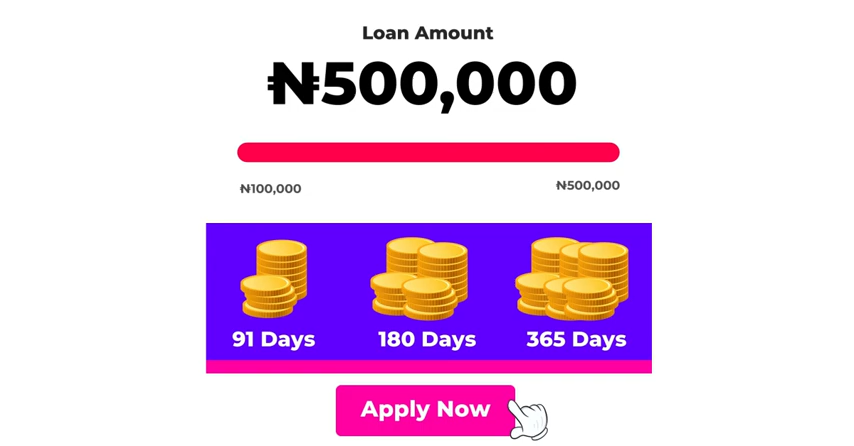 Loan Amount
₦500,000
₦100,000
₦500,000
91 Days
180 Days
365 Days
Apply Now